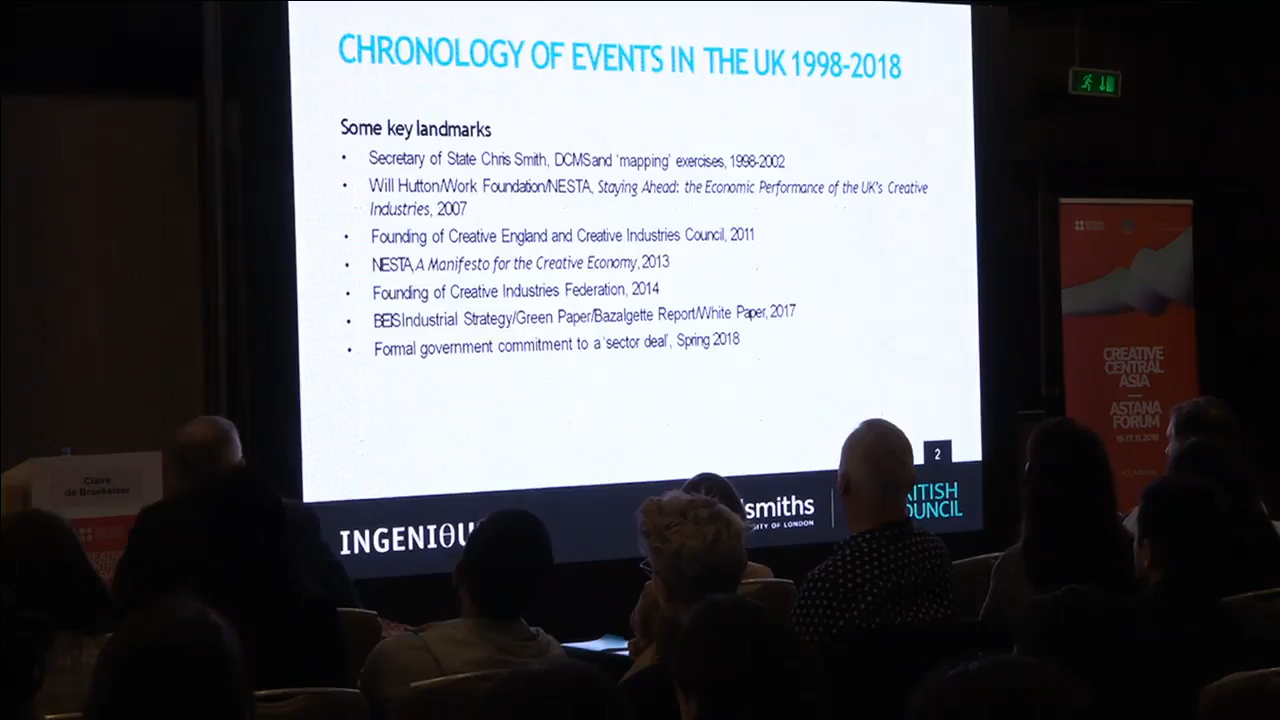 CHRONOLOGY OF EVENTS IN THE UK 1998-2018
Some key landmarks
• Secretary of State Chris Smith, DCMS and 'mapping' exercises, 1998-2002
• Will Hutton/Work Foundation/NESTA, Staying Ahead: the Economic Performance of the UK's Creative
Industries, 2007
• Founding of Creative England and Creative Industries Council, 2011
• NESTA, A Manifesto for the Creative Economy, 2013
• Founding of Creative Industries Federation, 2014
• BEIS Industrial Strategy/Green Paper/Bazalgette Report/White Paper, 2017
• Formal government commitment to a 'sector deal', Spring 2018
2
INGENIOU
smiths
ITY OF LONDON
ITISH
OUNCIL
Claire
de Braekeleer
CREATIVE
CREATIVE
CENTRAL
ASIA
ASTANA
FORUM